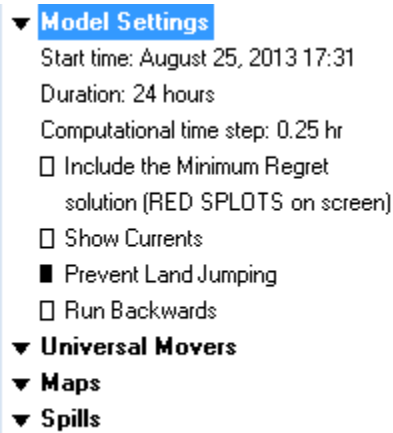 Model Settings
Start time: August 25, 2013 17:31
Duration: 24 hours
Computational time step: 0.25 hr
Include the Minimum Regret
solution (RED SPLOTS on screen)
Show Currents
Prevent Land Jumping
Run Backwards
Universal Movers
Maps
Spills